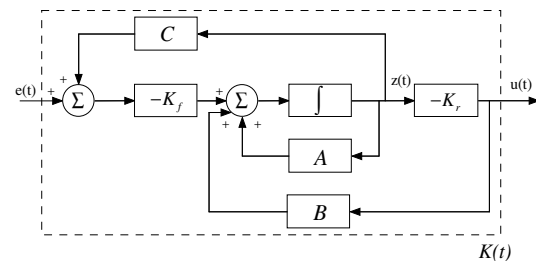 C
e(t) + + Σ −K_f + + + Σ ∫ z(t) −K_r u(t)
A
B
K(t)